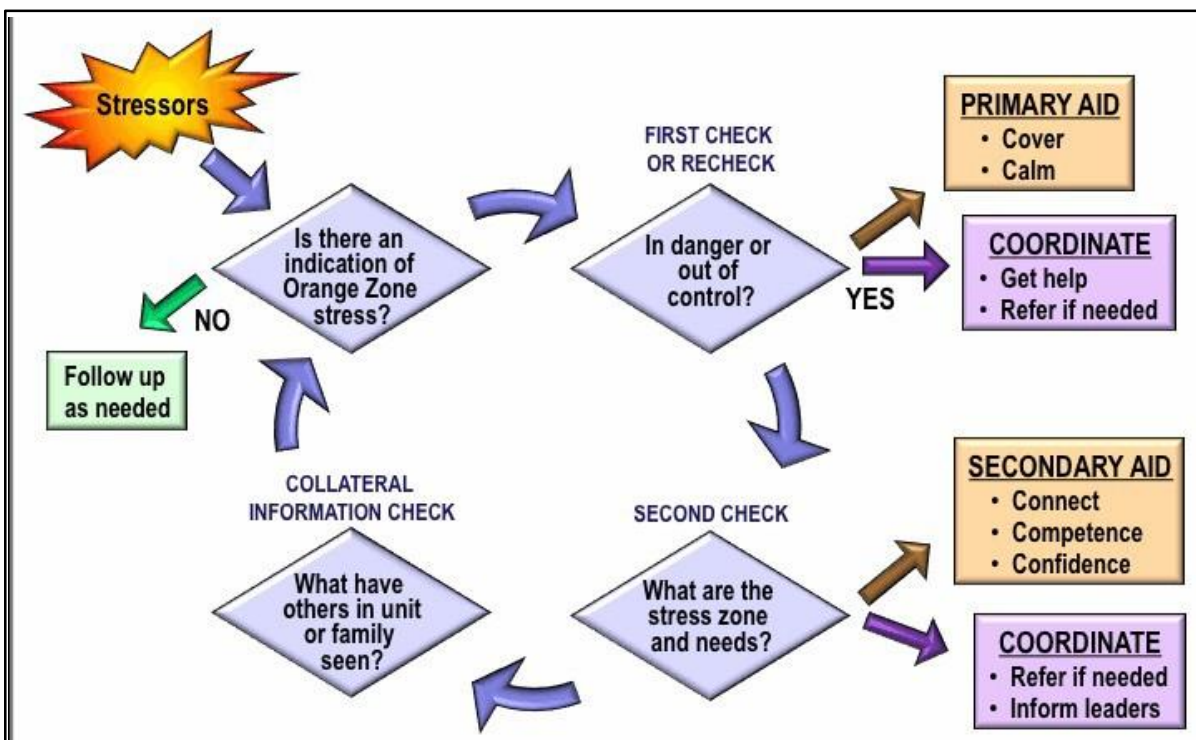 Stressors
Is there an
indication of
Orange Zone
stress?
NO
Follow up
as needed
FIRST CHECK
OR RECHECK
In danger or
out of
control?
YES
PRIMARY AID
• Cover
• Calm
COORDINATE
• Get help
• Refer if needed
SECOND CHECK
What are the
stress zone
and needs?
SECONDARY AID
• Connect
• Competence
• Confidence
COORDINATE
• Refer if needed
• Inform leaders
COLLATERAL
INFORMATION CHECK
What have
others in unit
or family
seen?